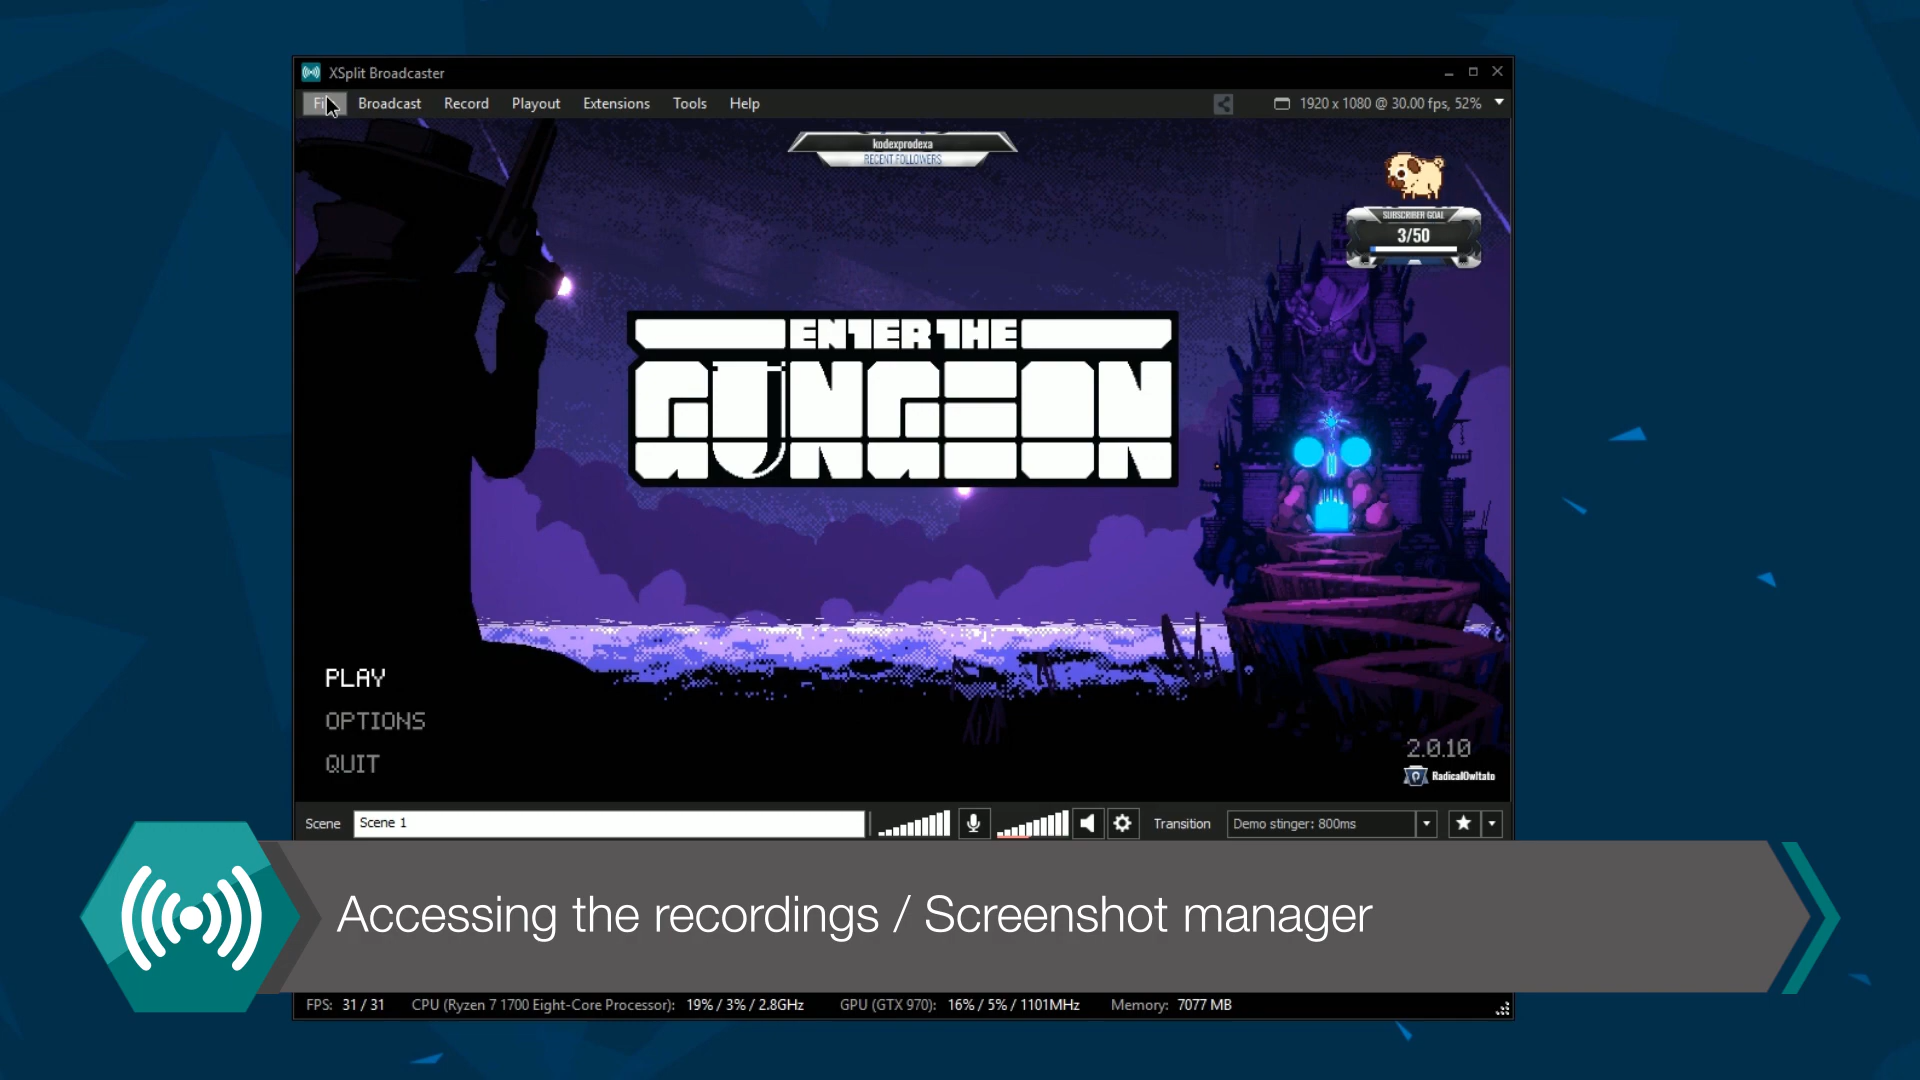 XSplit Broadcaster
Broadcast Record Playout Extensions Tools Help
1920 x 1080 @ 30.00 fps, 52%
kodexprodexa
RECENT FOLLOWERS
SUBSCRIBER GOAL
3/50
ENTER THE
GUNGEON
PLAY
OPTIONS
QUIT
2.0.10
RadicalOwltato
Scene Scene 1 Transition Demo stinger: 800ms
Accessing the recordings / Screenshot manager
FPS: 31 / 31 CPU (Ryzen 7 1700 Eight-Core Processor): 19% / 3% / 2.8GHz GPU (GTX 970): 16% / 5% / 1101MHz Memory: 7077 MB